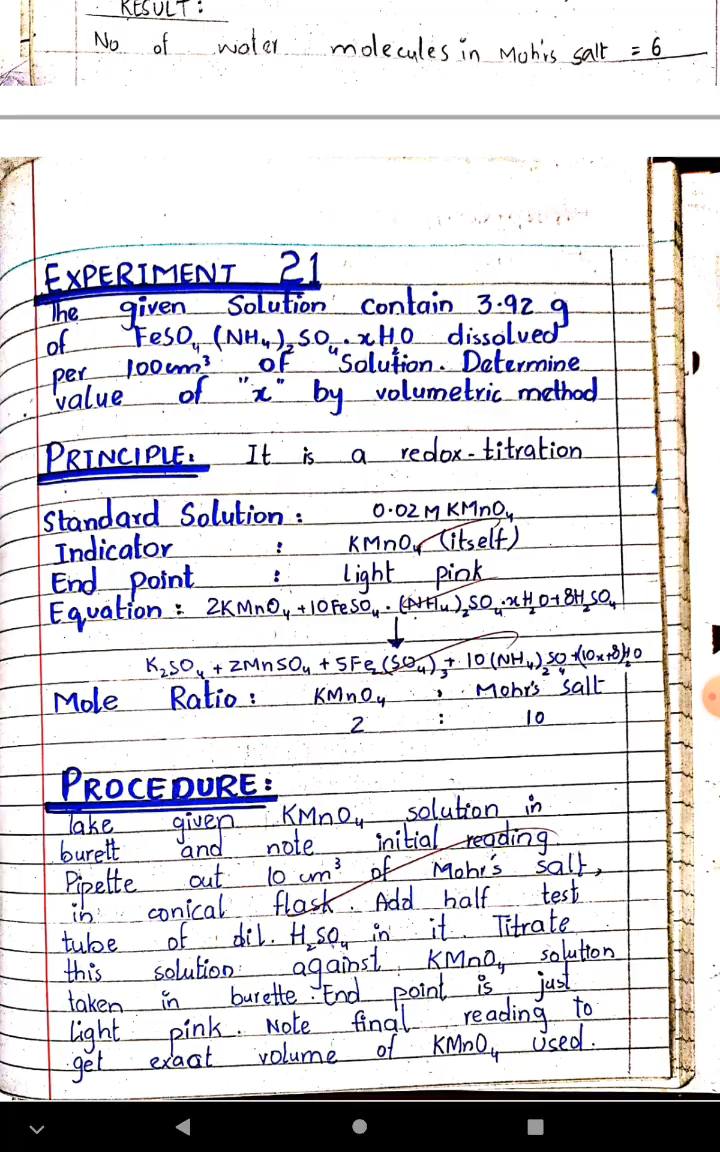 RESULT:
No of water molecules in Mohr's salt = 6
EXPERIMENT 21
The given Solution contain 3.92 g
of FeSO₄(NH₄)₂SO₄.xH₂O dissolved
per 100cm³ of Solution. Determine
value of "x" by volumetric method
PRINCIPLE: It is a redox-titration
Standard Solution: 0.02M KMnO₄
Indicator : KMnO₄ (itself)
End Point : light pink
Equation: 2KMnO₄+10FeSO₄.(NH₄)₂SO₄.xH₂O+8H₂SO₄
↓
K₂SO₄+2MnSO₄+5Fe₂(SO₄)₃+10(NH₄)₂SO₄+(10x+8)H₂O
Mole Ratio: KMnO₄ : Mohr's salt
2 : 10
PROCEDURE:
Take given KMnO₄ solution in
burett and note initial reading
Pipette out 10 cm³ of Mohr's salt,
in conical flask. Add half test
tube of dil. H₂SO₄ in it. Titrate
this solution against KMnO₄ solution
taken in burette. End point is just
light pink. Note final reading to
get exaat volume of KMnO₄ used.